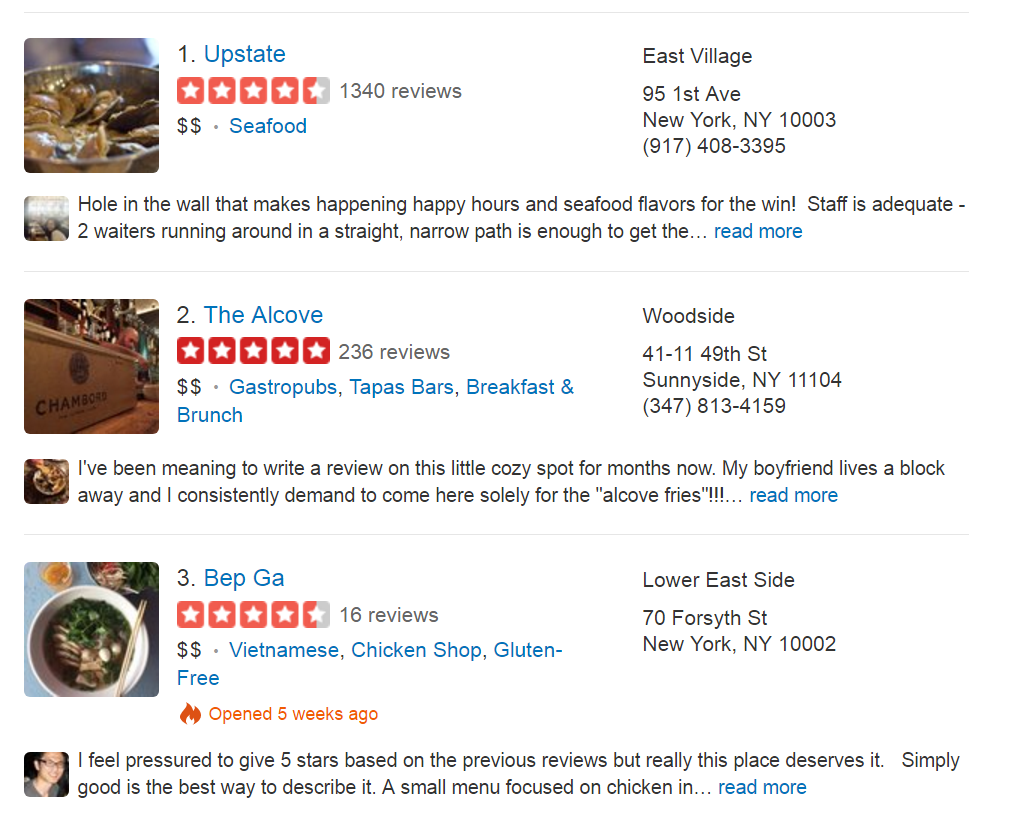 1. Upstate
1340 reviews
$$ • Seafood
East Village
95 1st Ave
New York, NY 10003
(917) 408-3395
Hole in the wall that makes happening happy hours and seafood flavors for the win!  Staff is adequate -
2 waiters running around in a straight, narrow path is enough to get the… read more
2. The Alcove
236 reviews
$$ • Gastropubs, Tapas Bars, Breakfast &
Brunch
Woodside
41-11 49th St
Sunnyside, NY 11104
(347) 813-4159
CHAMBORD
I've been meaning to write a review on this little cozy spot for months now. My boyfriend lives a block
away and I consistently demand to come here solely for the "alcove fries"!!!… read more
3. Bep Ga
16 reviews
$$ • Vietnamese, Chicken Shop, Gluten-
Free
Opened 5 weeks ago
Lower East Side
70 Forsyth St
New York, NY 10002
I feel pressured to give 5 stars based on the previous reviews but really this place deserves it.   Simply
good is the best way to describe it. A small menu focused on chicken in… read more